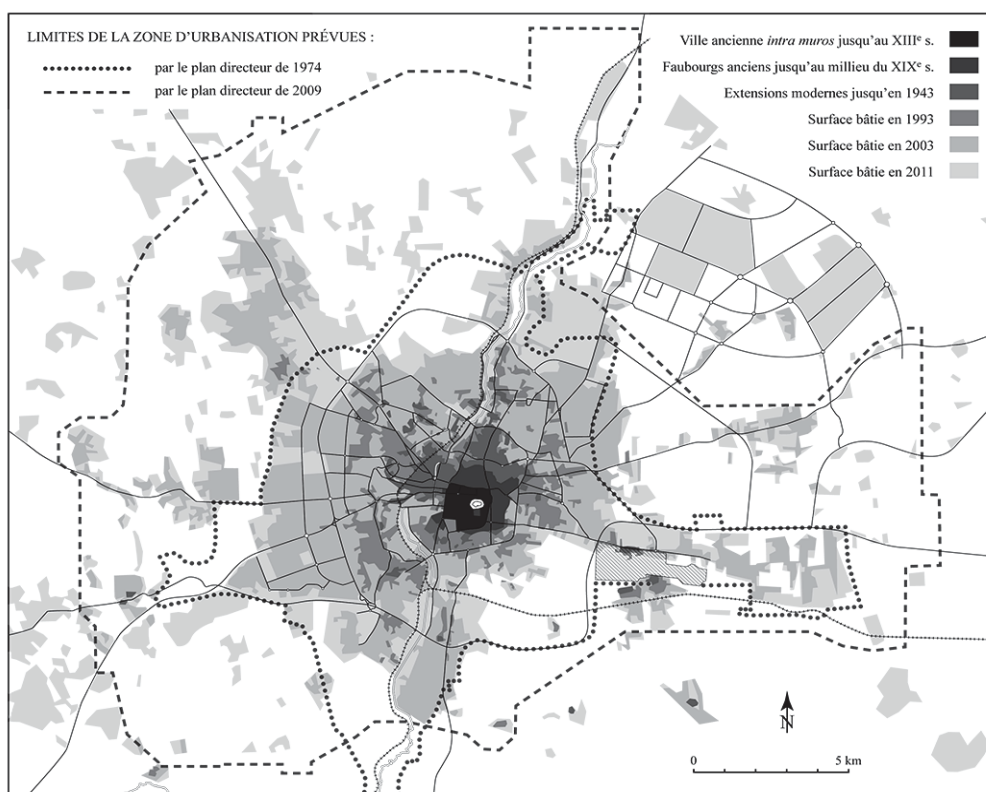 LIMITES DE LA ZONE D'URBANISATION PRÉVUES :
par le plan directeur de 1974
par le plan directeur de 2009
Ville ancienne intra muros jusqu'au XIIIe s.
Faubourgs anciens jusqu'au millieu du XIXe s.
Extensions modernes jusqu'en 1943
Surface bâtie en 1993
Surface bâtie en 2003
Surface bâtie en 2011
N
0 5 km